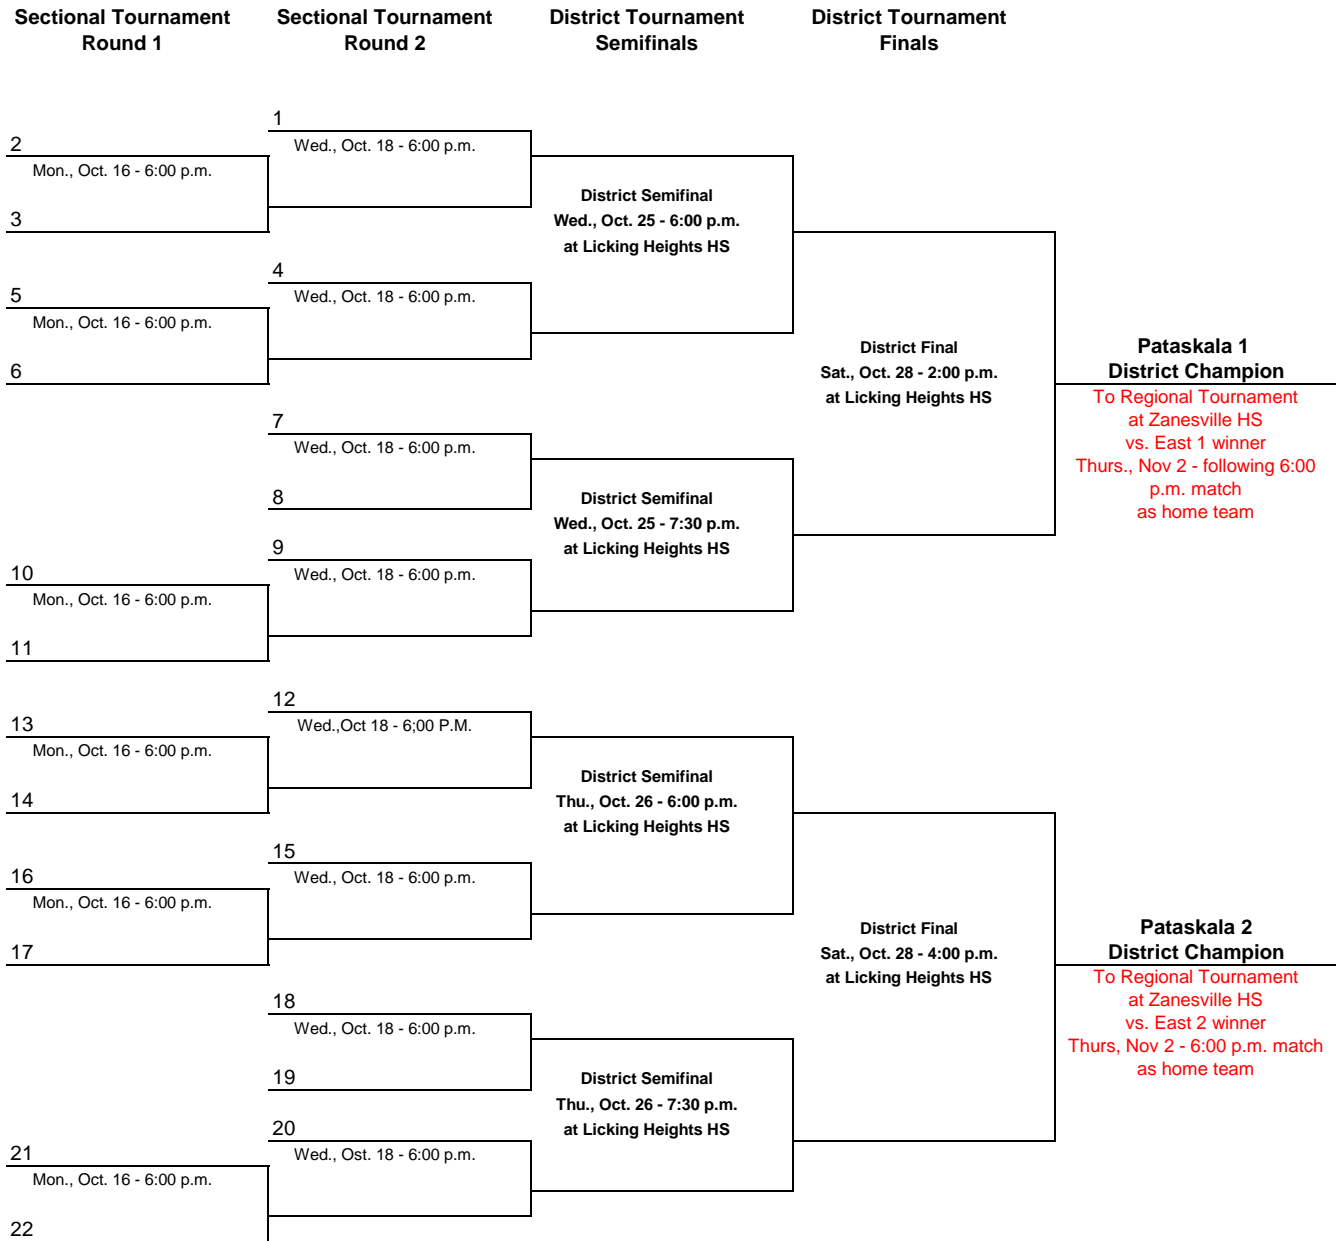 Sectional Tournament
Round 1
Sectional Tournament
Round 2
District Tournament
Semifinals
District Tournament
Finals
1
2
Wed., Oct. 18 - 6:00 p.m.
Mon., Oct. 16 - 6:00 p.m.
District Semifinal
Wed., Oct. 25 - 6:00 p.m.
at Licking Heights HS
3
4
5
Wed., Oct. 18 - 6:00 p.m.
Mon., Oct. 16 - 6:00 p.m.
6
District Final
Sat., Oct. 28 - 2:00 p.m.
at Licking Heights HS
Pataskala 1
District Champion
To Regional Tournament
at Zanesville HS
vs. East 1 winner
Thurs., Nov 2 - following 6:00
p.m. match
as home team
7
Wed., Oct. 18 - 6:00 p.m.
8
District Semifinal
Wed., Oct. 25 - 7:30 p.m.
at Licking Heights HS
9
10
Wed., Oct. 18 - 6:00 p.m.
Mon., Oct. 16 - 6:00 p.m.
11
12
13
Wed.,Oct 18 - 6;00 P.M.
Mon., Oct. 16 - 6:00 p.m.
District Semifinal
Thu., Oct. 26 - 6:00 p.m.
at Licking Heights HS
14
15
16
Wed., Oct. 18 - 6:00 p.m.
Mon., Oct. 16 - 6:00 p.m.
17
District Final
Sat., Oct. 28 - 4:00 p.m.
at Licking Heights HS
Pataskala 2
District Champion
To Regional Tournament
at Zanesville HS
vs. East 2 winner
Thurs, Nov 2 - 6:00 p.m. match
as home team
18
Wed., Oct. 18 - 6:00 p.m.
19
District Semifinal
Thu., Oct. 26 - 7:30 p.m.
at Licking Heights HS
20
21
Wed., Ost. 18 - 6:00 p.m.
Mon., Oct. 16 - 6:00 p.m.
22